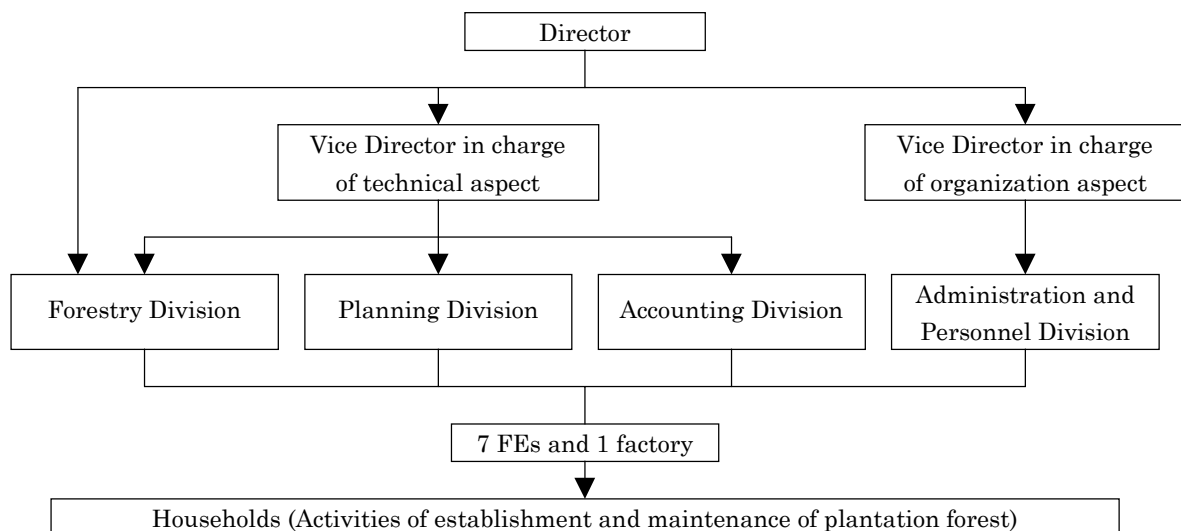 Director
Vice Director in charge
of technical aspect
Vice Director in charge
of organization aspect
Forestry Division
Planning Division
Accounting Division
Administration and
Personnel Division
7 FEs and 1 factory
Households (Activities of establishment and maintenance of plantation forest)